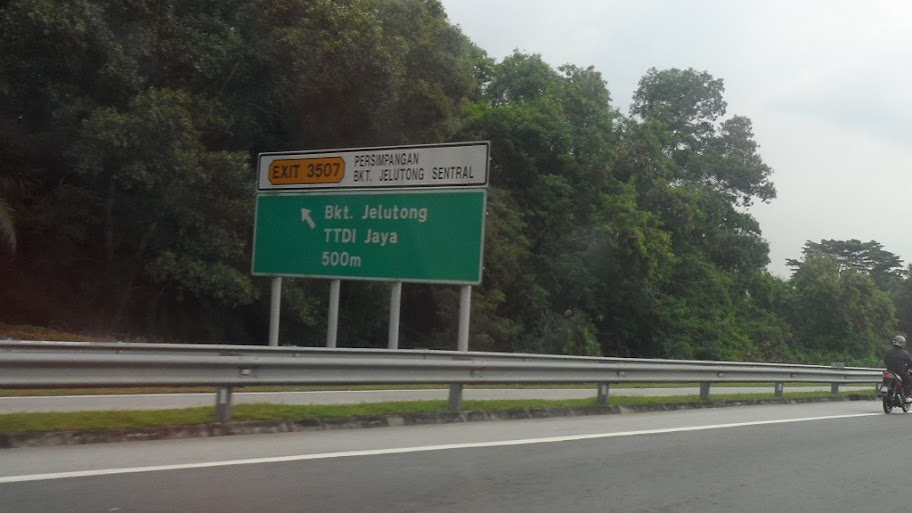 EXIT 3507
PERSIMPANGAN
BKT. JELUTONG SENTRAL
Bkt. Jelutong
TTDI Jaya
500m